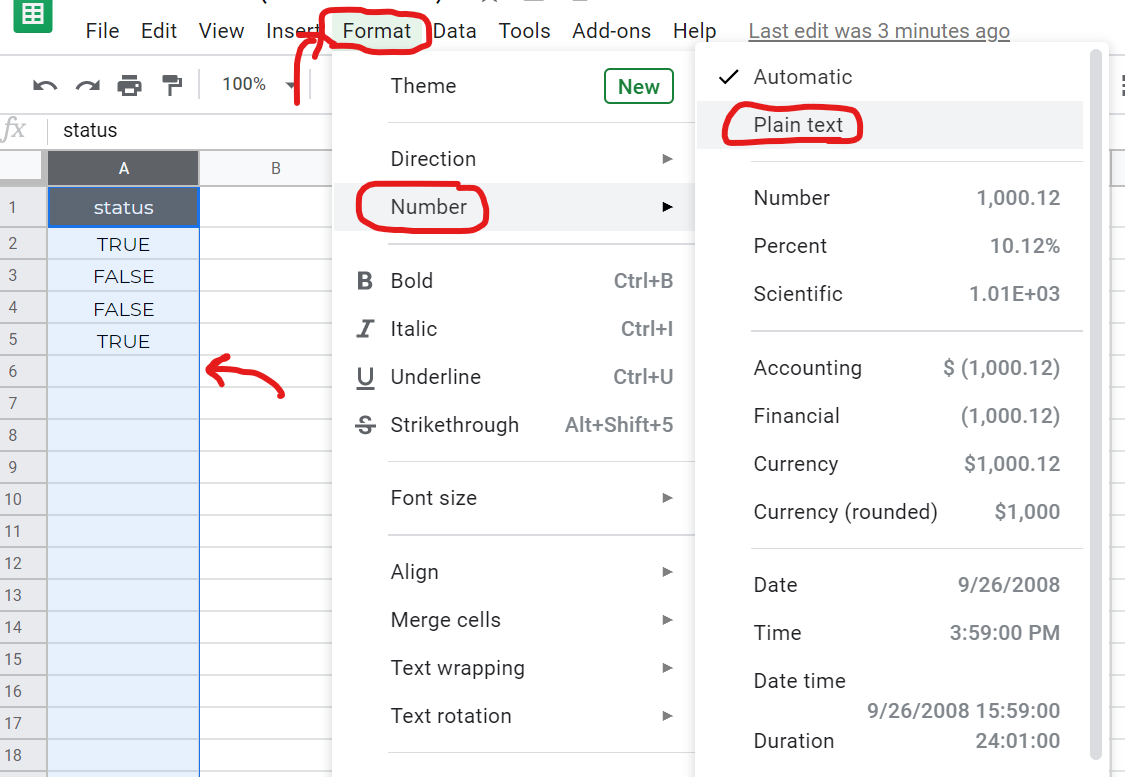 File Edit View Insert Format Data Tools Add-ons Help Last edit was 3 minutes ago
100%
fx status
A B
1 status
2 TRUE
3 FALSE
4 FALSE
5 TRUE
6
7
8
9
10
11
12
13
14
15
16
17
18
Theme New
Direction
Number
B Bold Ctrl+B
I Italic Ctrl+I
U Underline Ctrl+U
S Strikethrough Alt+Shift+5
Font size
Align
Merge cells
Text wrapping
Text rotation
Automatic
Plain text
Number 1,000.12
Percent 10.12%
Scientific 1.01E+03
Accounting $ (1,000.12)
Financial (1,000.12)
Currency $1,000.12
Currency (rounded) $1,000
Date 9/26/2008
Time 3:59:00 PM
Date time
9/26/2008 15:59:00
Duration 24:01:00